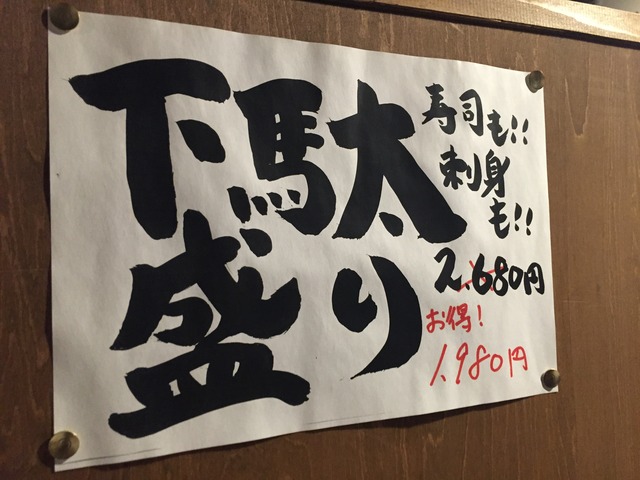 下駄
盛り
寿司も!!
刺身
も!!
2,680円
お得!
1,980円